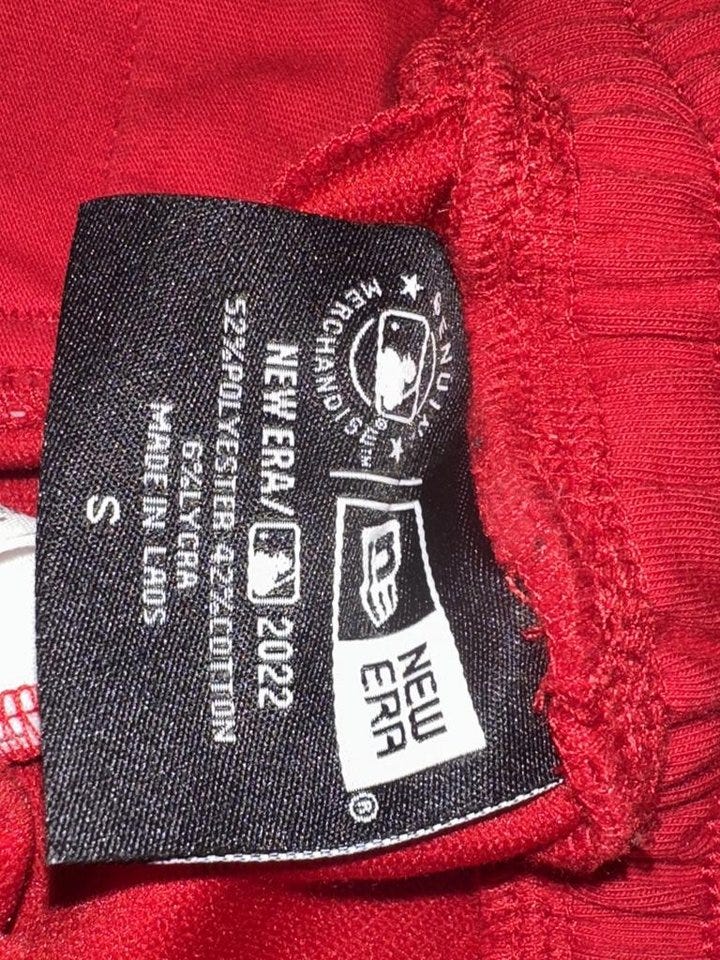 GENUINE
MERCHANDISE
NEW ERA®
NEW ERA/ 2022
52%POLYESTER 42%COTTON
6%LYCRA
MADE IN LAOS
S